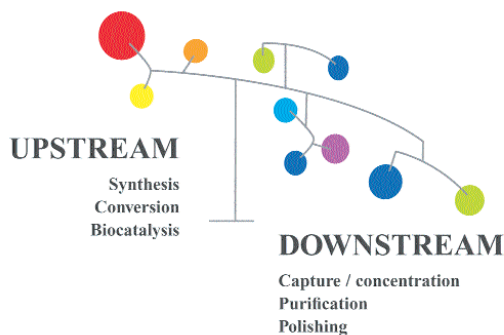 UPSTREAM
Synthesis
Conversion
Biocatalysis
DOWNSTREAM
Capture / concentration
Purification
Polishing